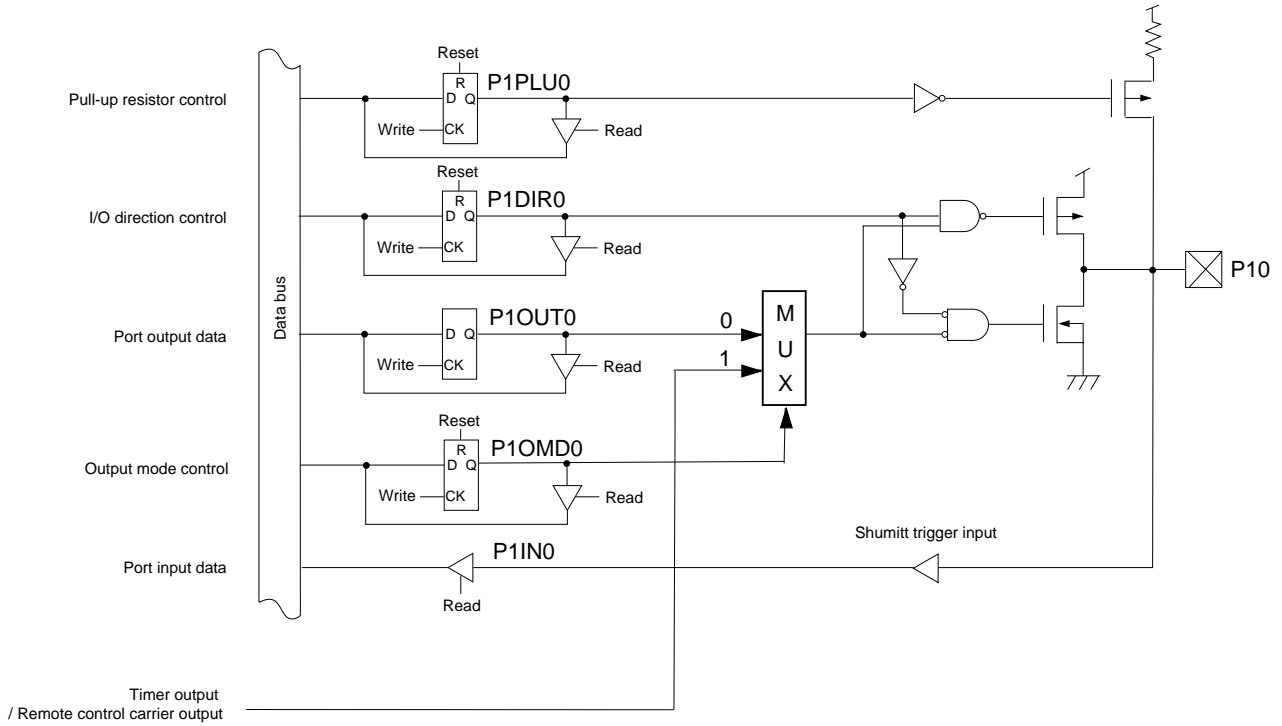 Reset
Pull-up resistor control
R
D Q
P1PLU0
Write
CK
Read
Reset
I/O direction control
R
D Q
P1DIR0
Write
CK
Read
Data bus
P10
Port output data
D Q
P1OUT0
0
M
U
X
Write
CK
Read
1
Reset
Output mode control
R
D Q
P1OMD0
Write
CK
Read
Shumitt trigger input
Port input data
P1IN0
Read
Timer output
/ Remote control carrier output